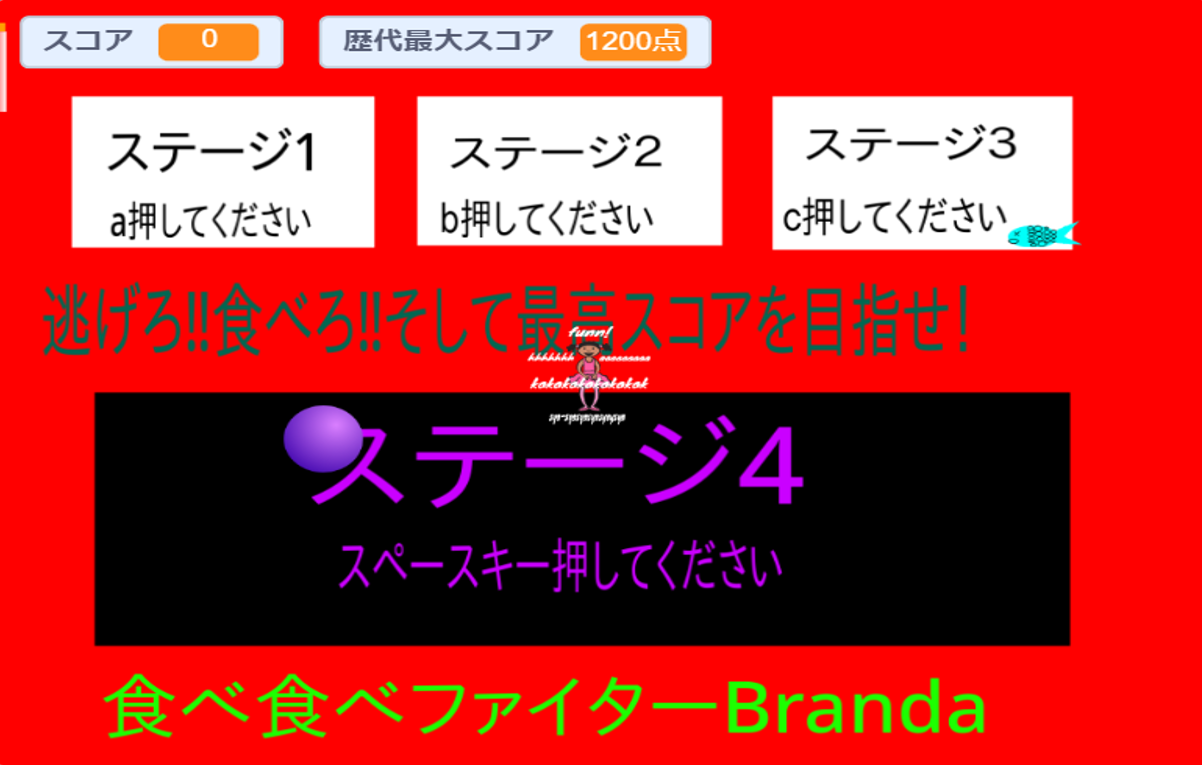 スコア 0 歴代最大スコア 1200点
ステージ1
a押してください
ステージ2
b押してください
ステージ3
c押してください
逃げろ!!食べろ!!そして最高スコアを目指せ!
funn!
hhhhhhh aaaaaaaaa
kokokokokokokok
ステージ4
スペースキー押してください
食べ食べファイターBranda